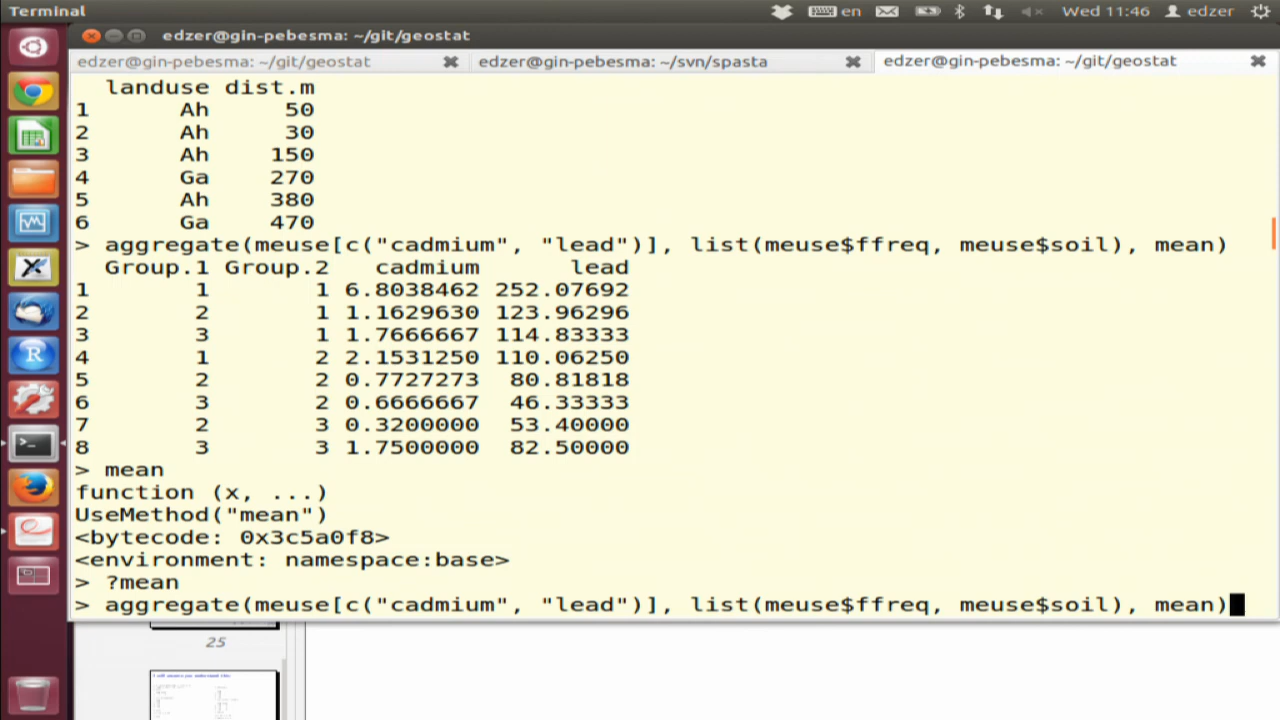 Terminal
en
Wed 11:46
edzer
edzer@gin-pebesma: ~/git/geostat
edzer@gin-pebesma: ~/git/geostat
edzer@gin-pebesma: ~/svn/spasta
edzer@gin-pebesma: ~/git/geostat
landuse dist.m
1 Ah 50
2 Ah 30
3 Ah 150
4 Ga 270
5 Ah 380
6 Ga 470
> aggregate(meuse[c("cadmium", "lead")], list(meuse$ffreq, meuse$soil), mean)
Group.1 Group.2 cadmium lead
1 1 1 6.8038462 252.07692
2 2 1 1.1629630 123.96296
3 3 1 1.7666667 114.83333
4 1 2 2.1531250 110.06250
5 2 2 0.7727273 80.81818
6 3 2 0.6666667 46.33333
7 2 3 0.3200000 53.40000
8 3 3 1.7500000 82.50000
> mean
function (x, ...)
UseMethod("mean")
<bytecode: 0x3c5a0f8>
<environment: namespace:base>
> ?mean
> aggregate(meuse[c("cadmium", "lead")], list(meuse$ffreq, meuse$soil), mean)
25